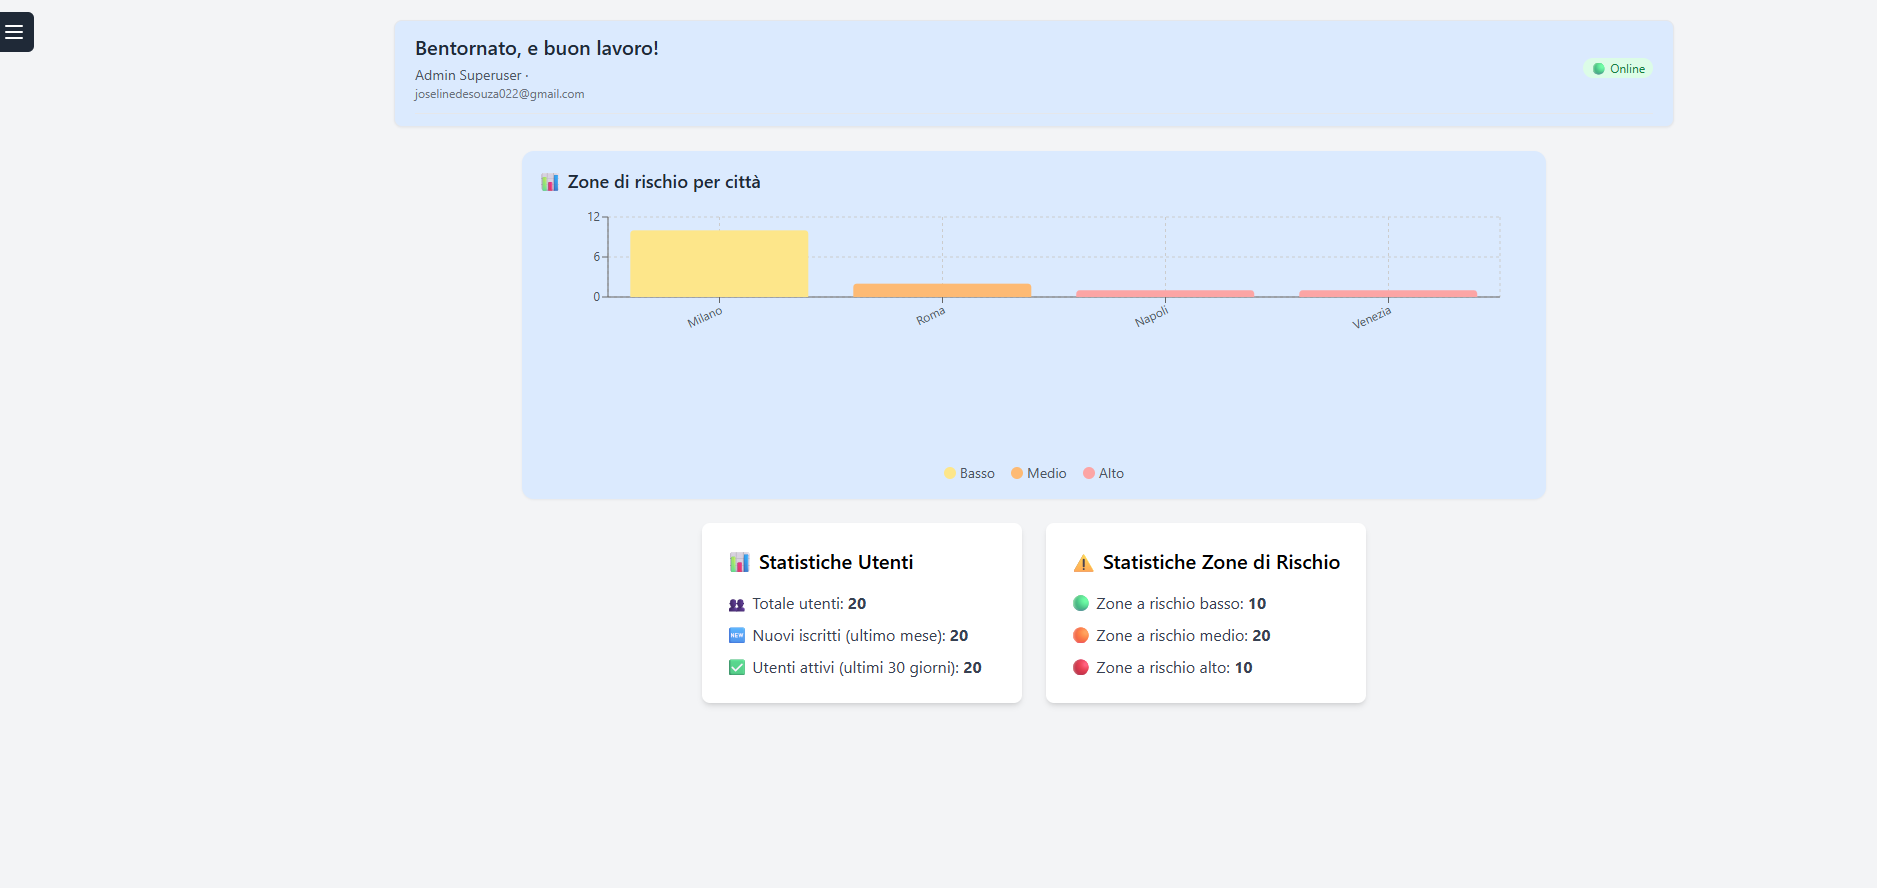 Bentornato, e buon lavoro!
Admin Superuser ·
joselinedesouza022@gmail.com
Online
Zone di rischio per città
12
6
0
Milano
Roma
Napoli
Venezia
Basso
Medio
Alto
Statistiche Utenti
Totale utenti: 20
NEW Nuovi iscritti (ultimo mese): 20
Utenti attivi (ultimi 30 giorni): 20
Statistiche Zone di Rischio
Zone a rischio basso: 10
Zone a rischio medio: 20
Zone a rischio alto: 10